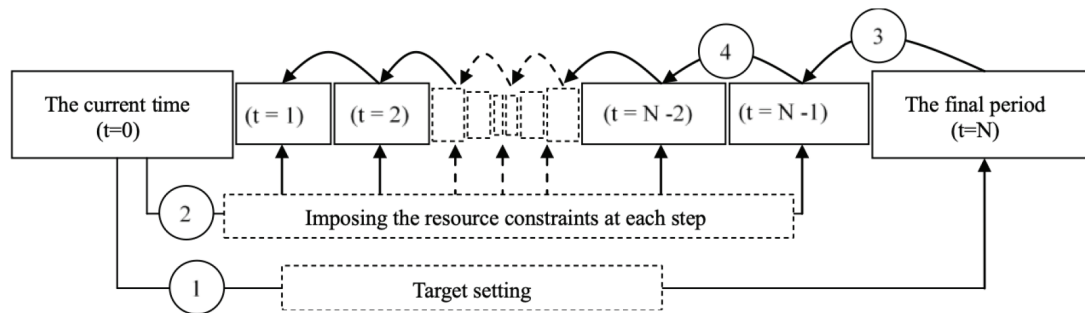 4
3
The current time
(t=0)
(t = 1)
(t = 2)
(t = N -2)
(t = N -1)
The final period
(t=N)
2
Imposing the resource constraints at each step
1
Target setting